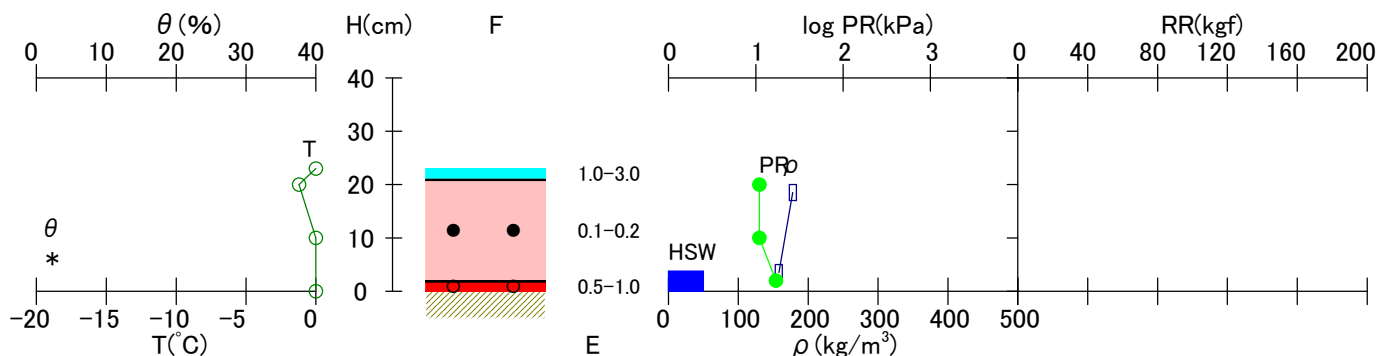 θ (%) H(cm) F log PR(kPa) RR(kgf)
0 10 20 30 40 0 1 2 3 0 40 80 120 160 200
40
30
T PRρ
1.0−3.0
20
θ
0.1−0.2
10
* HSW
0.5−1.0
0
−20 −15 −10 −5 0 0 100 200 300 400 500
T(°C) E ρ (kg/m³)